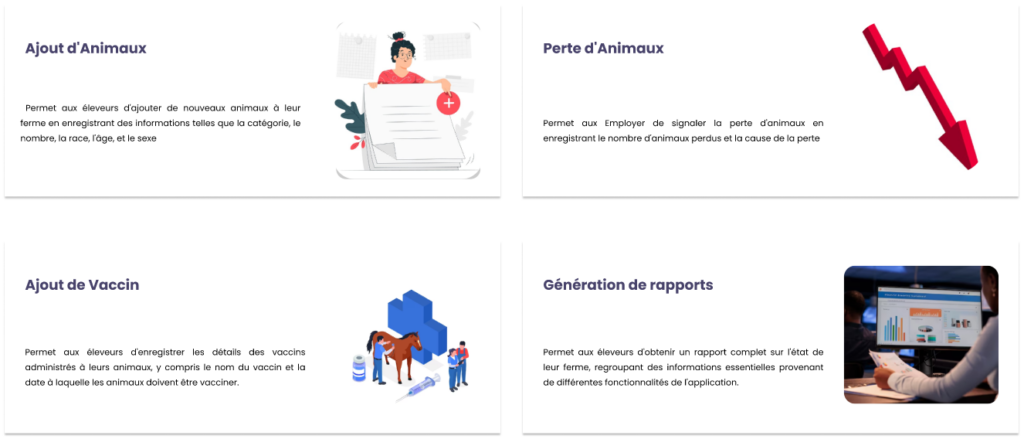 Ajout d'Animaux
Permet aux éleveurs d'ajouter de nouveaux animaux à leur
ferme en enregistrant des informations telles que la catégorie, le
nombre, la race, l'âge, et le sexe
Perte d'Animaux
Permet aux Employer de signaler la perte d'animaux en
enregistrant le nombre d'animaux perdus et la cause de la perte
Ajout de Vaccin
Permet aux éleveurs d'enregistrer les détails des vaccins
administrés à leurs animaux, y compris le nom du vaccin et la
date à laquelle les animaux doivent être vacciner.
Génération de rapports
Permet aux éleveurs d'obtenir un rapport complet sur l'état de
leur ferme, regroupant des informations essentielles provenant
de différentes fonctionnalités de l'application.